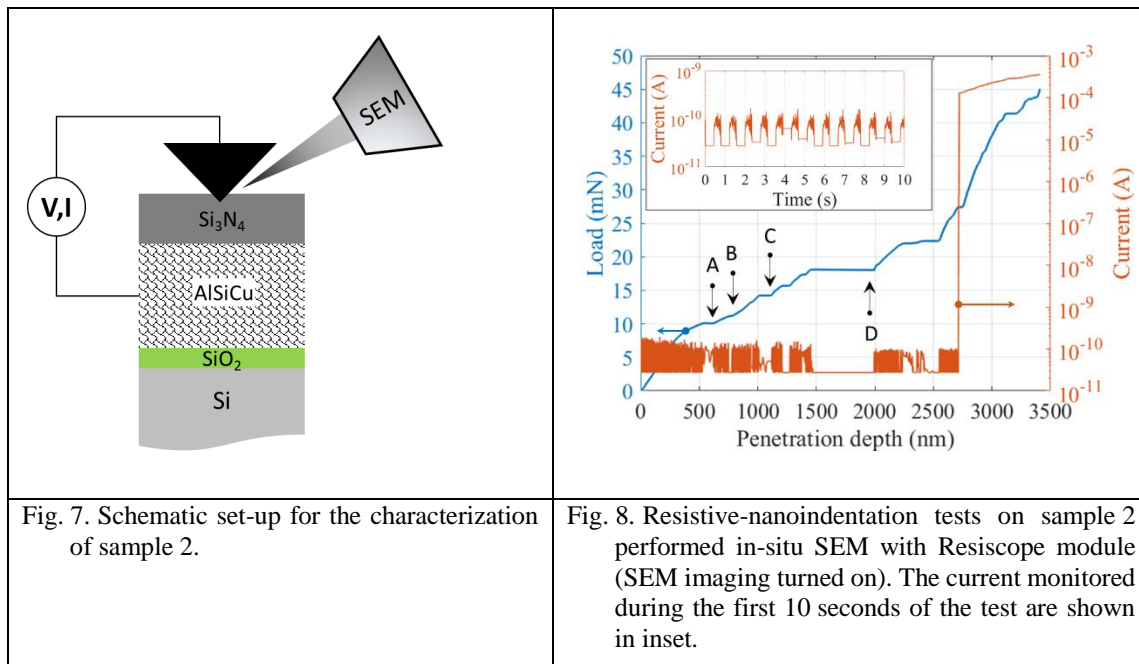 SEM
V,I
Si₃N₄
AlSiCu
SiO₂
Si
Fig. 7. Schematic set-up for the characterization
of sample 2.
50
45
40
35
30
25
20
15
10
5
0
Load (mN)
10⁻⁹
10⁻¹⁰
10⁻¹¹
Current (A)
0 1 2 3 4 5 6 7 8 9 10
Time (s)
A
B
C
D
10⁻³
10⁻⁴
10⁻⁵
10⁻⁶
10⁻⁷
10⁻⁸
10⁻⁹
10⁻¹⁰
10⁻¹¹
Current (A)
0 500 1000 1500 2000 2500 3000 3500
Penetration depth (nm)
Fig. 8. Resistive-nanoindentation tests on sample 2
performed in-situ SEM with Resiscope module
(SEM imaging turned on). The current monitored
during the first 10 seconds of the test are shown
in inset.